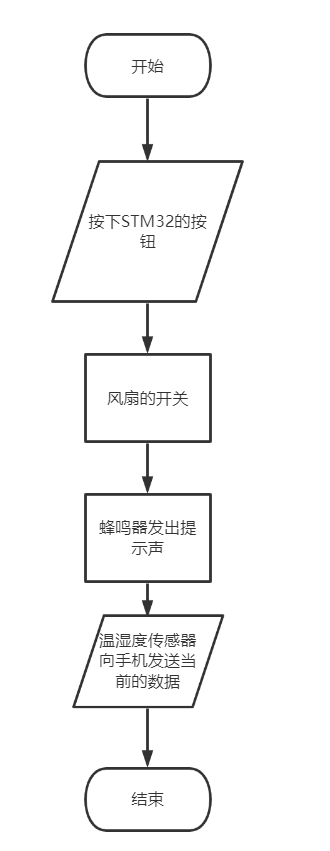 开始
按下STM32的按
钮
风扇的开关
蜂鸣器发出提
示声
温湿度传感器
向手机发送当
前的数据
结束